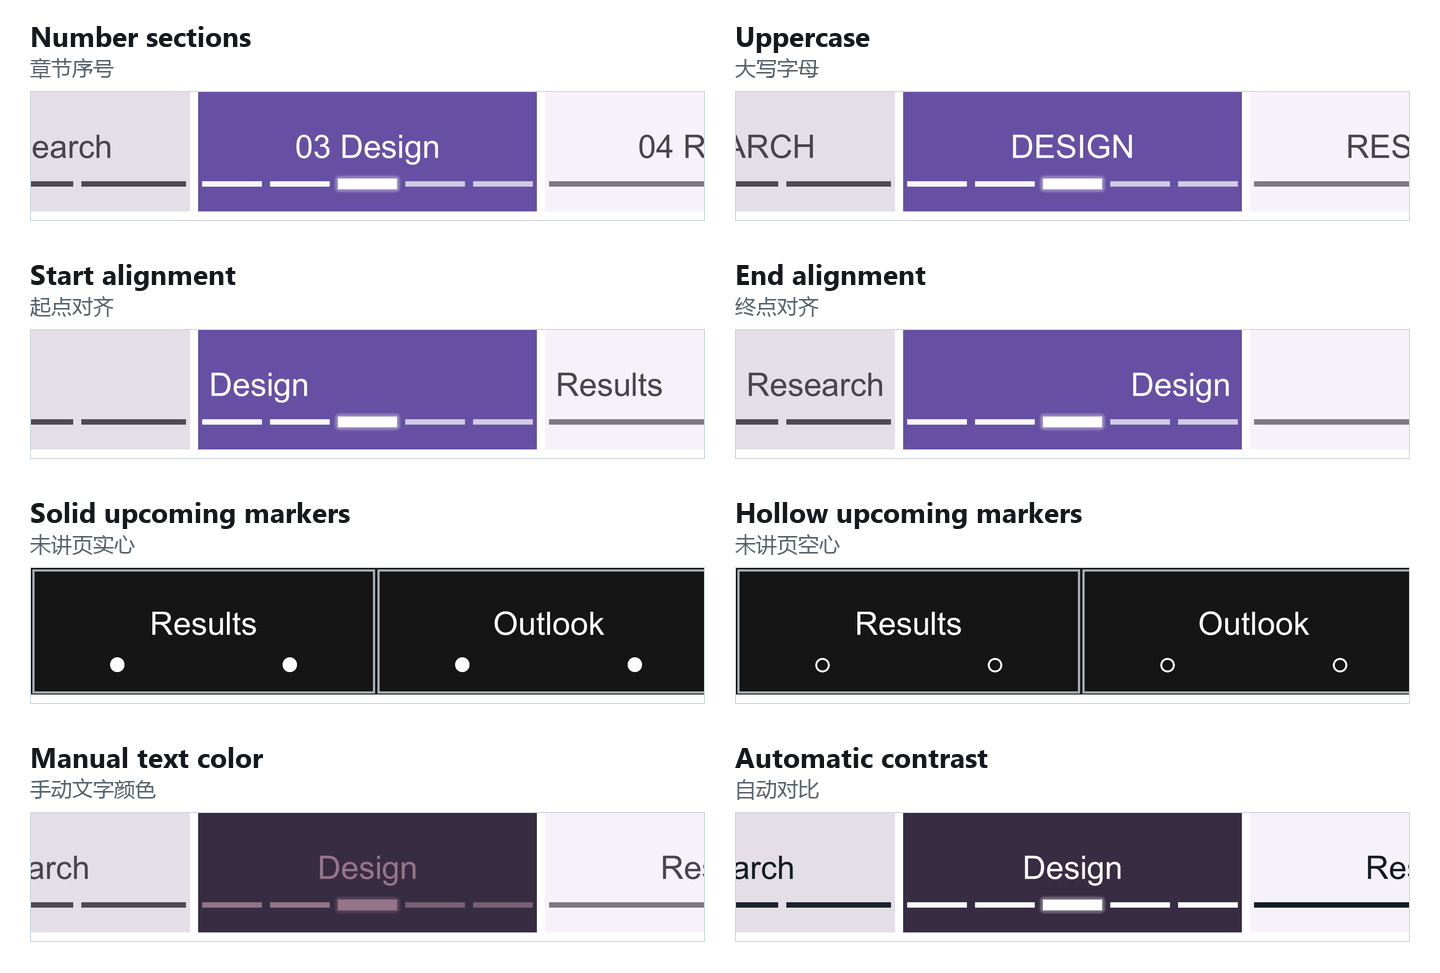 Number sections
章节序号
earch
03 Design
04 R
Uppercase
大写字母
ARCH
DESIGN
RES
Start alignment
起点对齐
Design
Results
End alignment
终点对齐
Research
Design
Solid upcoming markers
未讲页实心
Results
Outlook
Hollow upcoming markers
未讲页空心
Results
Outlook
Manual text color
手动文字颜色
arch
Design
Res
Automatic contrast
自动对比
arch
Design
Res